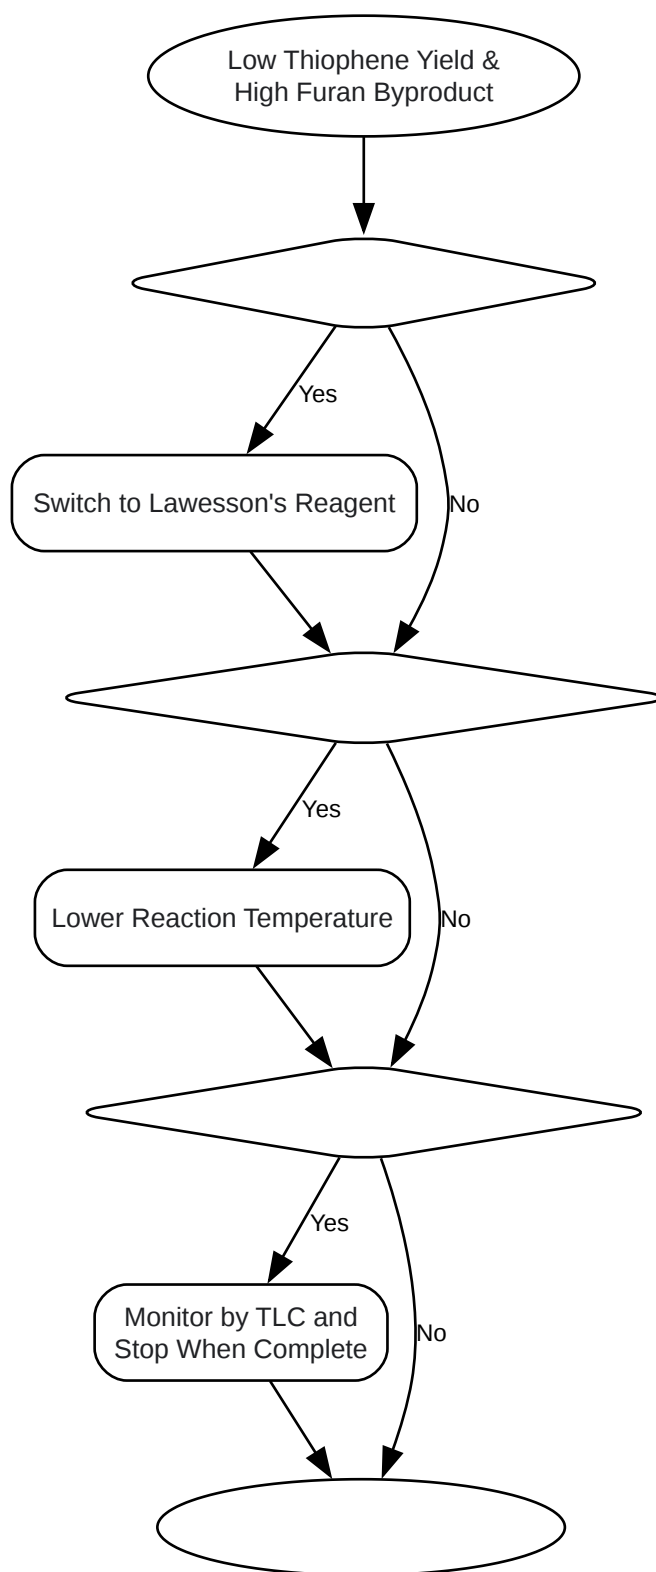 Low Thiophene Yield &
High Furan Byproduct
Yes
Switch to Lawesson's Reagent
No
Yes
Lower Reaction Temperature
No
Yes
Monitor by TLC and
Stop When Complete
No